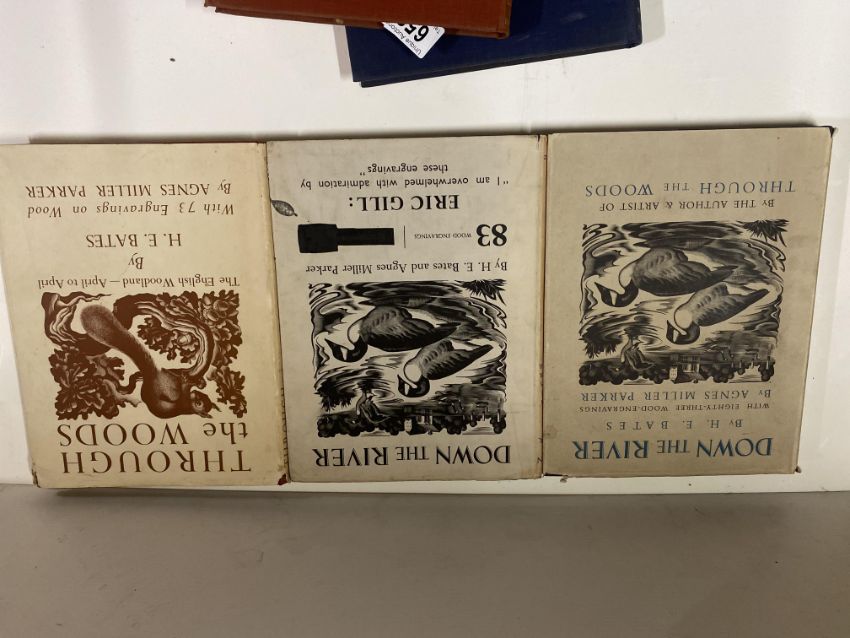 DOWN THE RIVER
By H. E. BATES
WITH EIGHTY-THREE WOOD-ENGRAVINGS
By AGNES MILLER PARKER
By THE AUTHOR & ARTIST OF
THROUGH THE WOODS
DOWN THE RIVER
By H. E. Bates and Agnes Miller Parker
83 WOOD-ENGRAVINGS
ERIC GILL:
"I am overwhelmed with admiration by
these engravings"
THROUGH
the WOODS
The English Woodland — April to April
By
H. E. BATES
With 73 Engravings on Wood
By AGNES MILLER PARKER